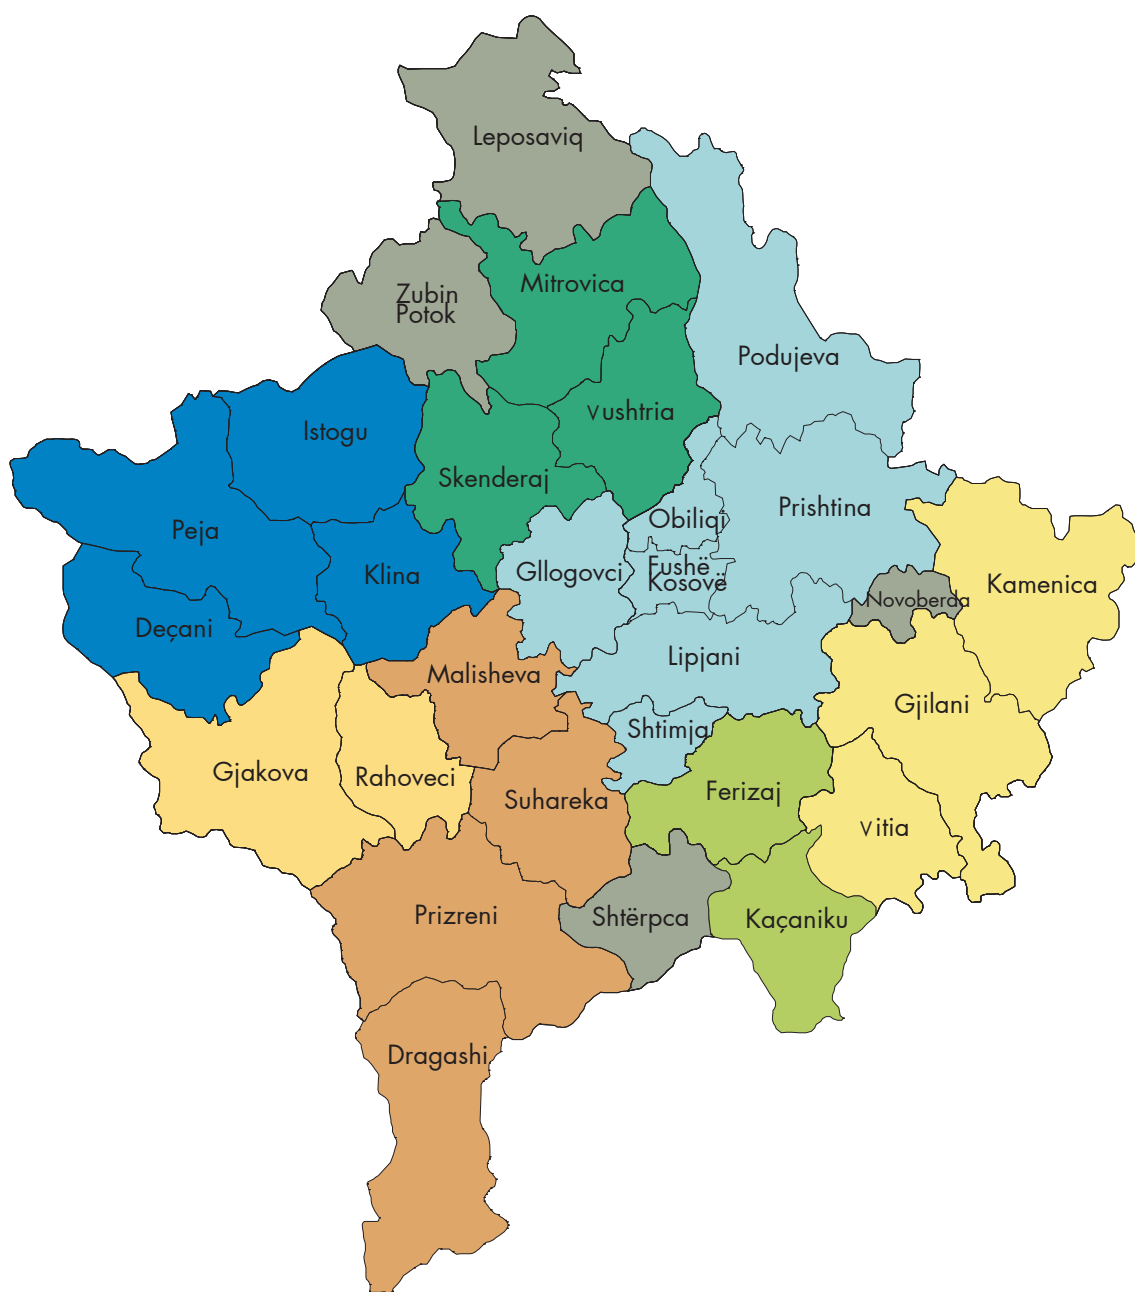 Leposaviq
Mitrovica
Zubin
Potok
Podujeva
Vushtria
Istogu
Skenderaj
Prishtina
Obiliqi
Peja
Fushë
Kosovë
Gllogovci
Klina
Kamenica
Novoberda
Deçani
Lipjani
Malisheva
Gjilani
Shtimja
Gjakova
Rahoveci
Ferizaj
Suhareka
Vitia
Prizreni
Shtërpca
Kaçaniku
Dragashi